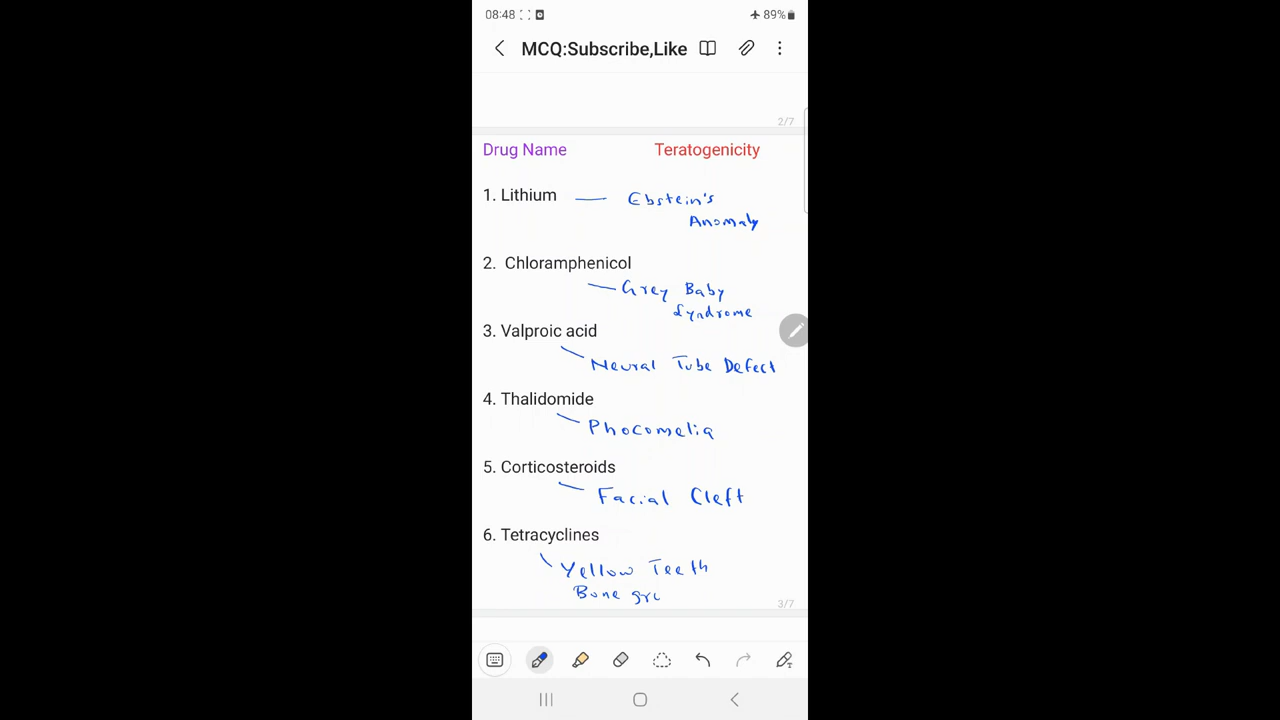 08:48
89%
MCQ:Subscribe,Like
2/7
Drug Name Teratogenicity
1. Lithium — Ebstein's
Anomaly
2. Chloramphenicol
— Grey Baby
Syndrome
3. Valproic acid
Neural Tube Defect
4. Thalidomide
Phocomelia
5. Corticosteroids
Facial Cleft
6. Tetracyclines
Yellow Teeth
Bone gro
3/7